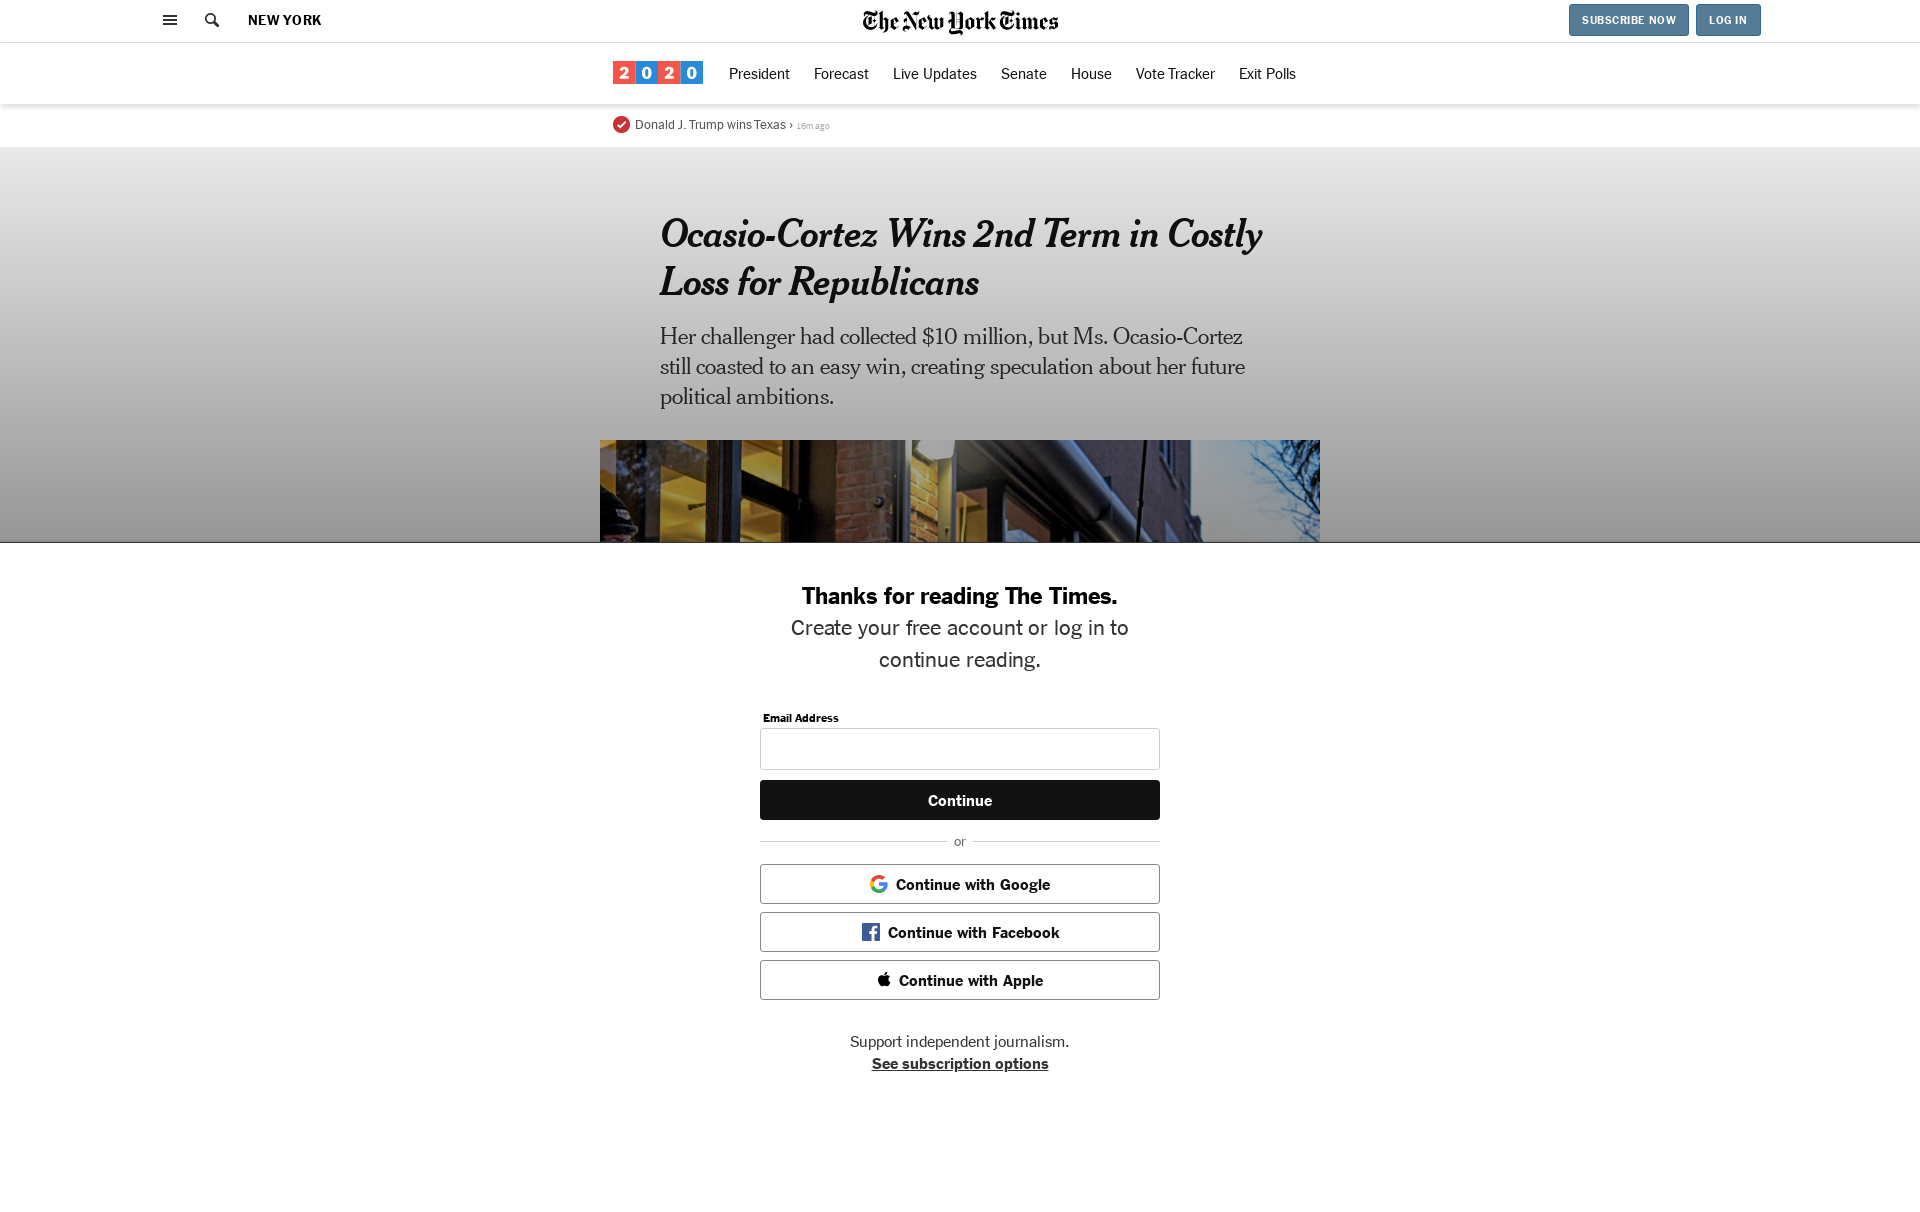 NEW YORK
The New York Times
SUBSCRIBE NOW
LOG IN
2020
President
Forecast
Live Updates
Senate
House
Vote Tracker
Exit Polls
Donald J. Trump wins Texas › 16m ago
Ocasio-Cortez Wins 2nd Term in Costly
Loss for Republicans
Her challenger had collected $10 million, but Ms. Ocasio-Cortez
still coasted to an easy win, creating speculation about her future
political ambitions.
Thanks for reading The Times.
Create your free account or log in to
continue reading.
Email Address
Continue
or
Continue with Google
Continue with Facebook
Continue with Apple
Support independent journalism.
See subscription options